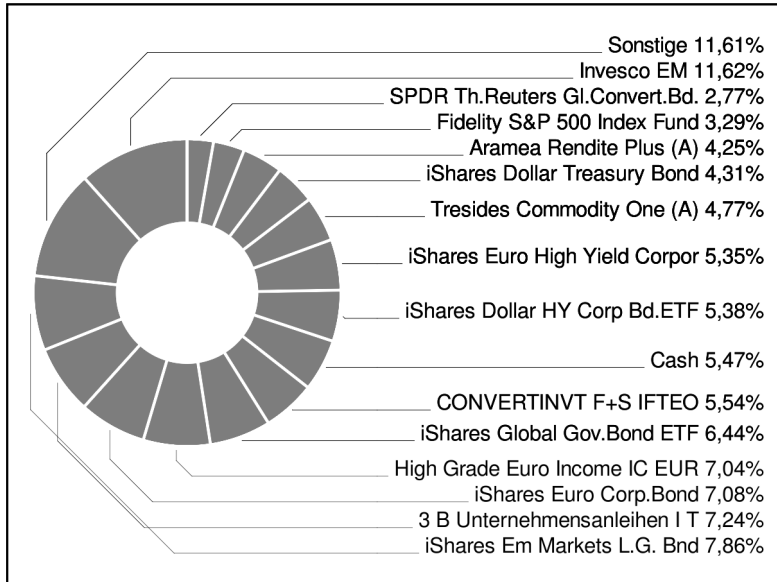 Sonstige 11,61%
Invesco EM 11,62%
SPDR Th.Reuters Gl.Convert.Bd. 2,77%
Fidelity S&P 500 Index Fund 3,29%
Aramea Rendite Plus (A) 4,25%
iShares Dollar Treasury Bond 4,31%
Tresides Commodity One (A) 4,77%
iShares Euro High Yield Corpor 5,35%
iShares Dollar HY Corp Bd.ETF 5,38%
Cash 5,47%
CONVERTINVT F+S IFTEO 5,54%
iShares Global Gov.Bond ETF 6,44%
High Grade Euro Income IC EUR 7,04%
iShares Euro Corp.Bond 7,08%
3 B Unternehmensanleihen I T 7,24%
iShares Em Markets L.G. Bnd 7,86%